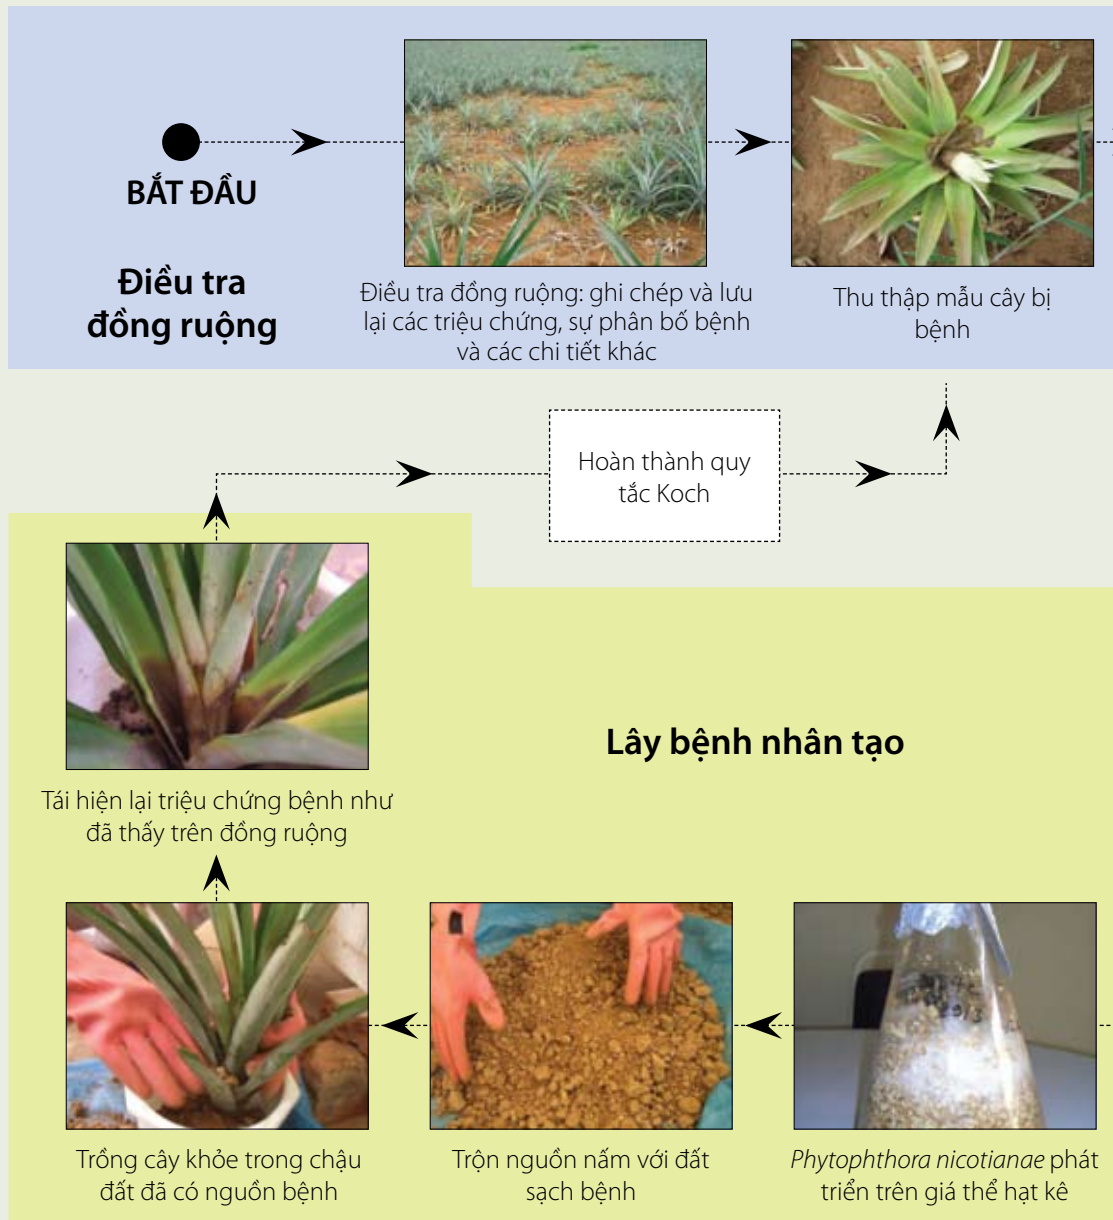 BẮT ĐẦU
Điều tra
đồng ruộng
Điều tra đồng ruộng: ghi chép và lưu
lại các triệu chứng, sự phân bố bệnh
và các chi tiết khác
Thu thập mẫu cây bị
bệnh
Hoàn thành quy
tắc Koch
Tái hiện lại triệu chứng bệnh như
đã thấy trên đồng ruộng
Lây bệnh nhân tạo
Trồng cây khỏe trong chậu
đất đã có nguồn bệnh
Trộn nguồn nấm với đất
sạch bệnh
Phytophthora nicotianae phát
triển trên giá thể hạt kê